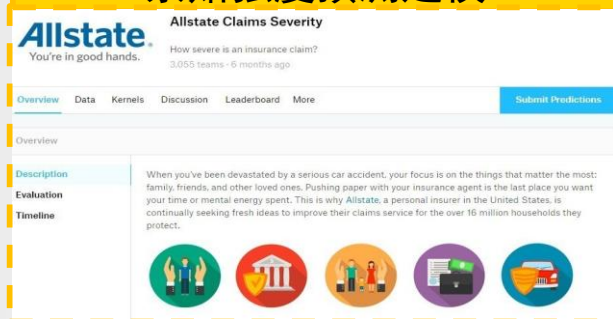 Allstate Claims Severity
Allstate.
You're in good hands.
How severe is an insurance claim?
3,055 teams - 6 months ago
Overview Data Kernels Discussion Leaderboard More Submit Predictions
Overview
Description
Evaluation
Timeline
When you've been devastated by a serious car accident, your focus is on the things that matter the most:
family, friends, and other loved ones. Pushing paper with your insurance agent is the last place you want
your time or mental energy spent. This is why Allstate, a personal insurer in the United States, is
continually seeking fresh ideas to improve their claims service for the over 16 million households they
protect.